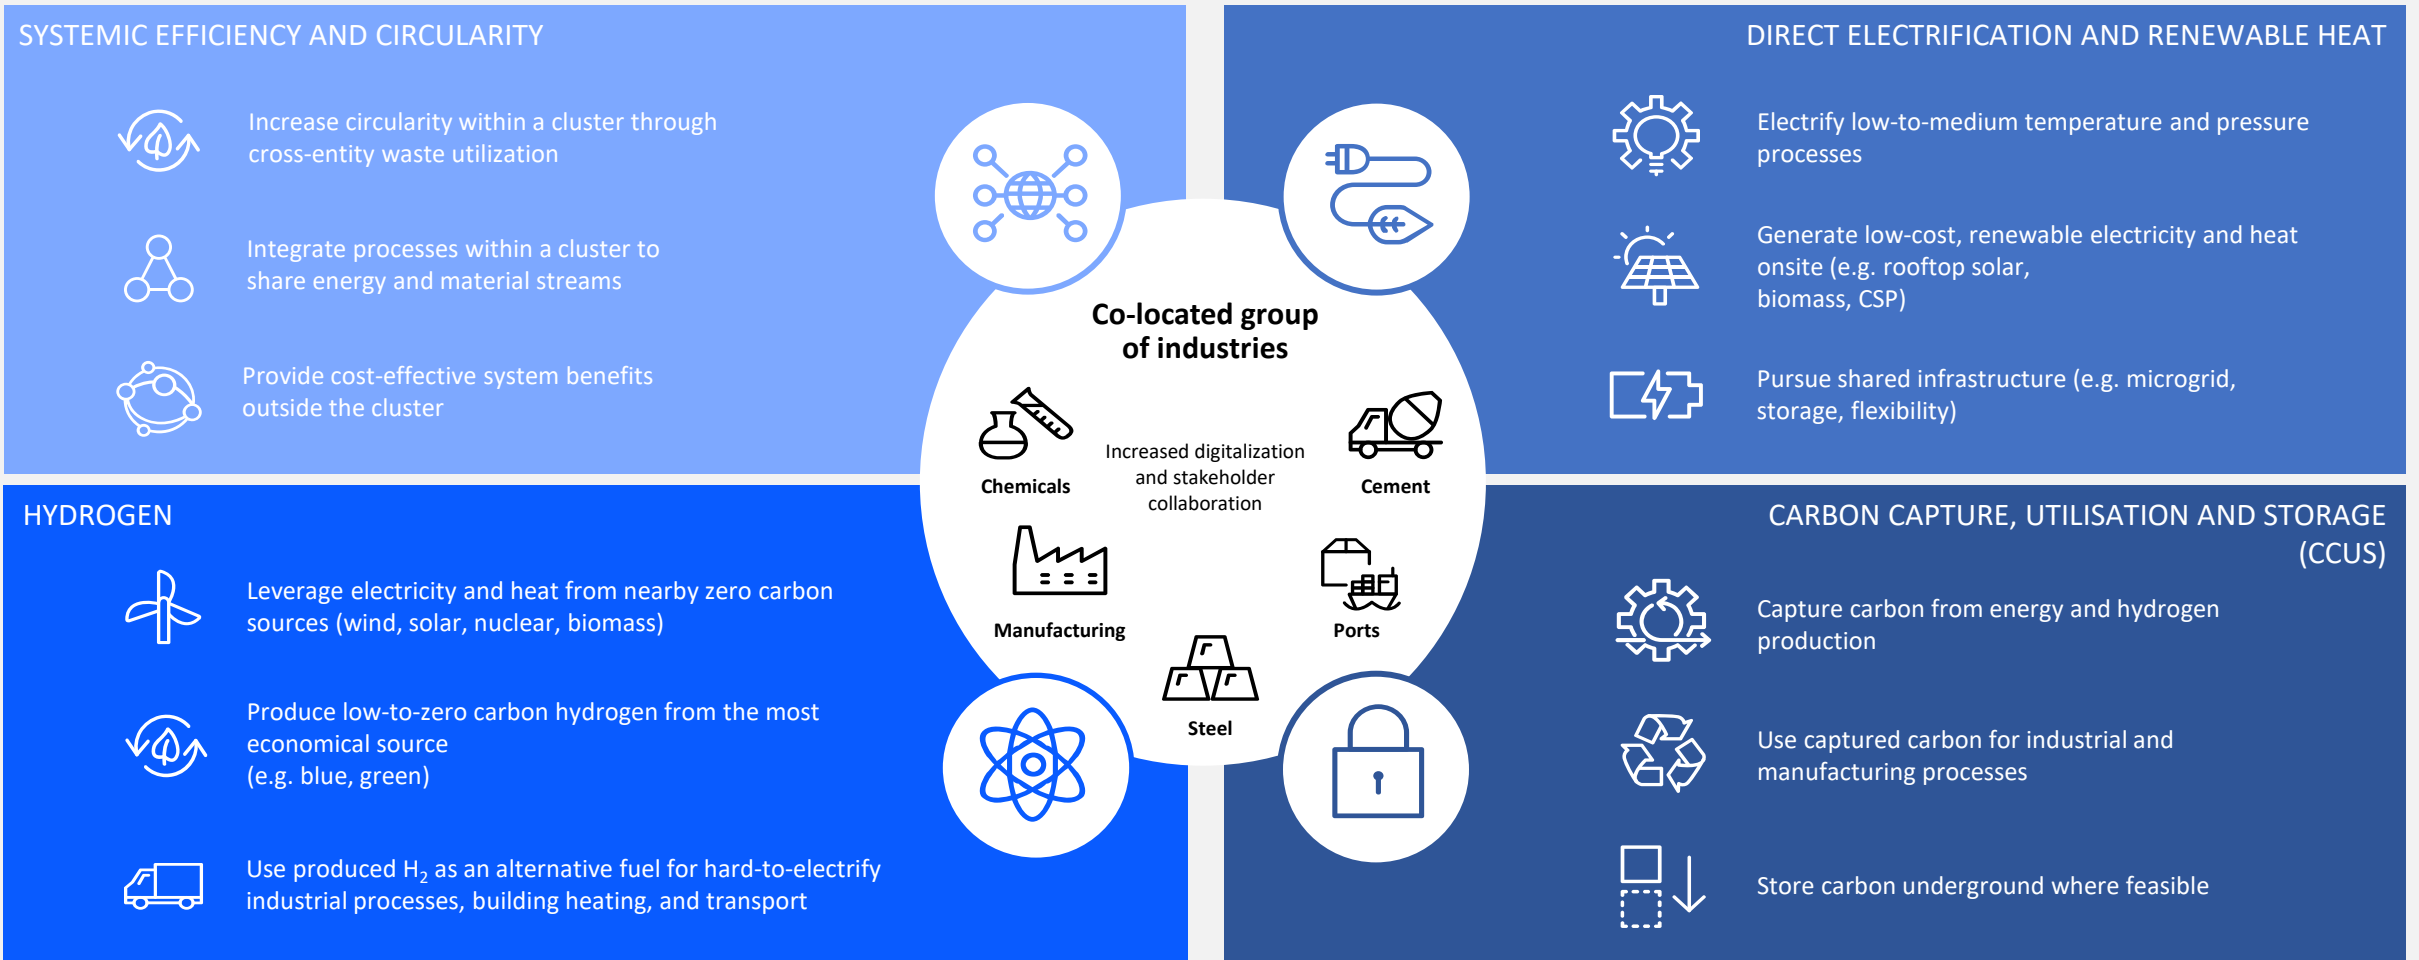 SYSTEMIC EFFICIENCY AND CIRCULARITY
Increase circularity within a cluster through
cross-entity waste utilization
Integrate processes within a cluster to
share energy and material streams
Provide cost-effective system benefits
outside the cluster
DIRECT ELECTRIFICATION AND RENEWABLE HEAT
Electrify low-to-medium temperature and pressure
processes
Generate low-cost, renewable electricity and heat
onsite (e.g. rooftop solar,
biomass, CSP)
Pursue shared infrastructure (e.g. microgrid,
storage, flexibility)
Co-located group
of industries
Increased digitalization
and stakeholder
collaboration
Chemicals
Cement
Manufacturing
Ports
Steel
HYDROGEN
Leverage electricity and heat from nearby zero carbon
sources (wind, solar, nuclear, biomass)
Produce low-to-zero carbon hydrogen from the most
economical source
(e.g. blue, green)
Use produced H₂ as an alternative fuel for hard-to-electrify
industrial processes, building heating, and transport
CARBON CAPTURE, UTILISATION AND STORAGE
(CCUS)
Capture carbon from energy and hydrogen
production
Use captured carbon for industrial and
manufacturing processes
Store carbon underground where feasible